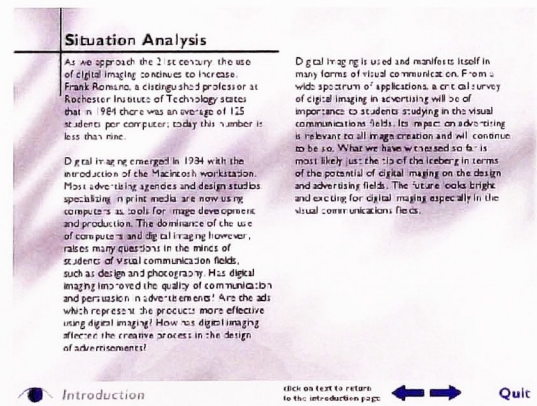 Situation Analysis
As we approach the 21st century, the use
of digital imaging continues to increase.
Frank Romano, a distinguished professor at
Rochester Institute of Technology states
that in 1984 there was an average of 125
students per computer; today this number is
less than nine.
Digital imaging emerged in 1984 with the
introduction of the Macintosh workstation.
Most advertising agencies and design studios
specializing in print media are now using
computers as tools for image development
and production. The dominance of the use
of computers and digital imaging however,
raises many questions in the minds of
students of visual communication fields,
such as design and photography. Has digital
imaging improved the quality of communication
and persuasion in advertisements? Are the ads
which represent the products more effective
using digital imaging? How has digital imaging
affected the creative process in the design
of advertisements?
Digital imaging is used and manifests itself in
many forms of visual communication. From a
wide spectrum of applications, a critical survey
of digital imaging in advertising will be of
importance to students studying in the visual
communications fields. Its impact on advertising
is relevant to all image creation and will continue
to be so. What we have witnessed so far is
most likely just the tip of the iceberg in terms
of the potential of digital imaging on the design
and advertising fields. The future looks bright
and exciting for digital imaging especially in the
visual communications fields.
Introduction
click on text to return
to the introduction page
Quit